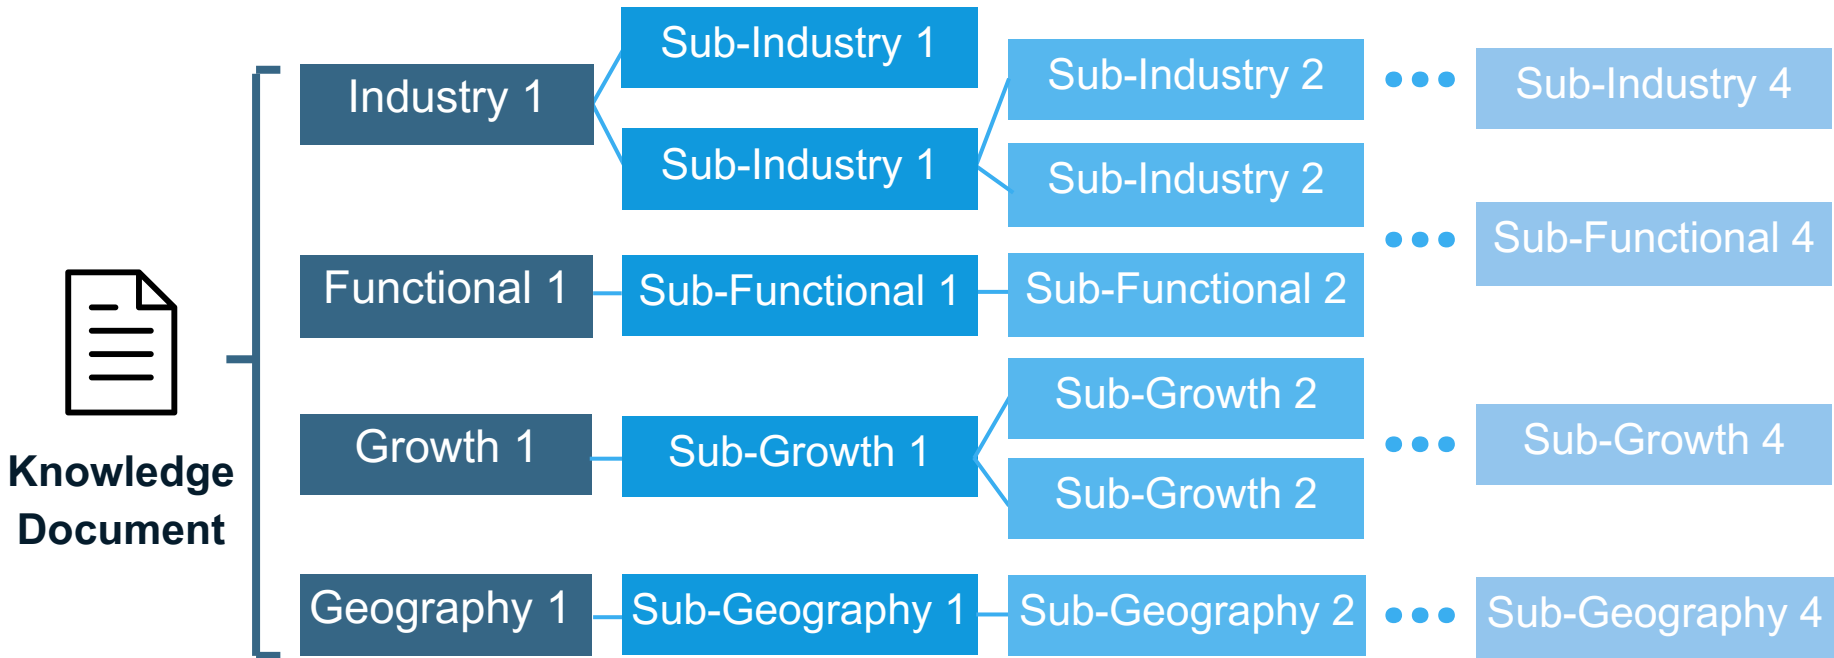 Knowledge
Document
Industry 1
Sub-Industry 1
Sub-Industry 1
Sub-Industry 2
Sub-Industry 2
Sub-Industry 4
Functional 1
Sub-Functional 1
Sub-Functional 2
Sub-Functional 4
Growth 1
Sub-Growth 1
Sub-Growth 2
Sub-Growth 2
Sub-Growth 4
Geography 1
Sub-Geography 1
Sub-Geography 2
Sub-Geography 4